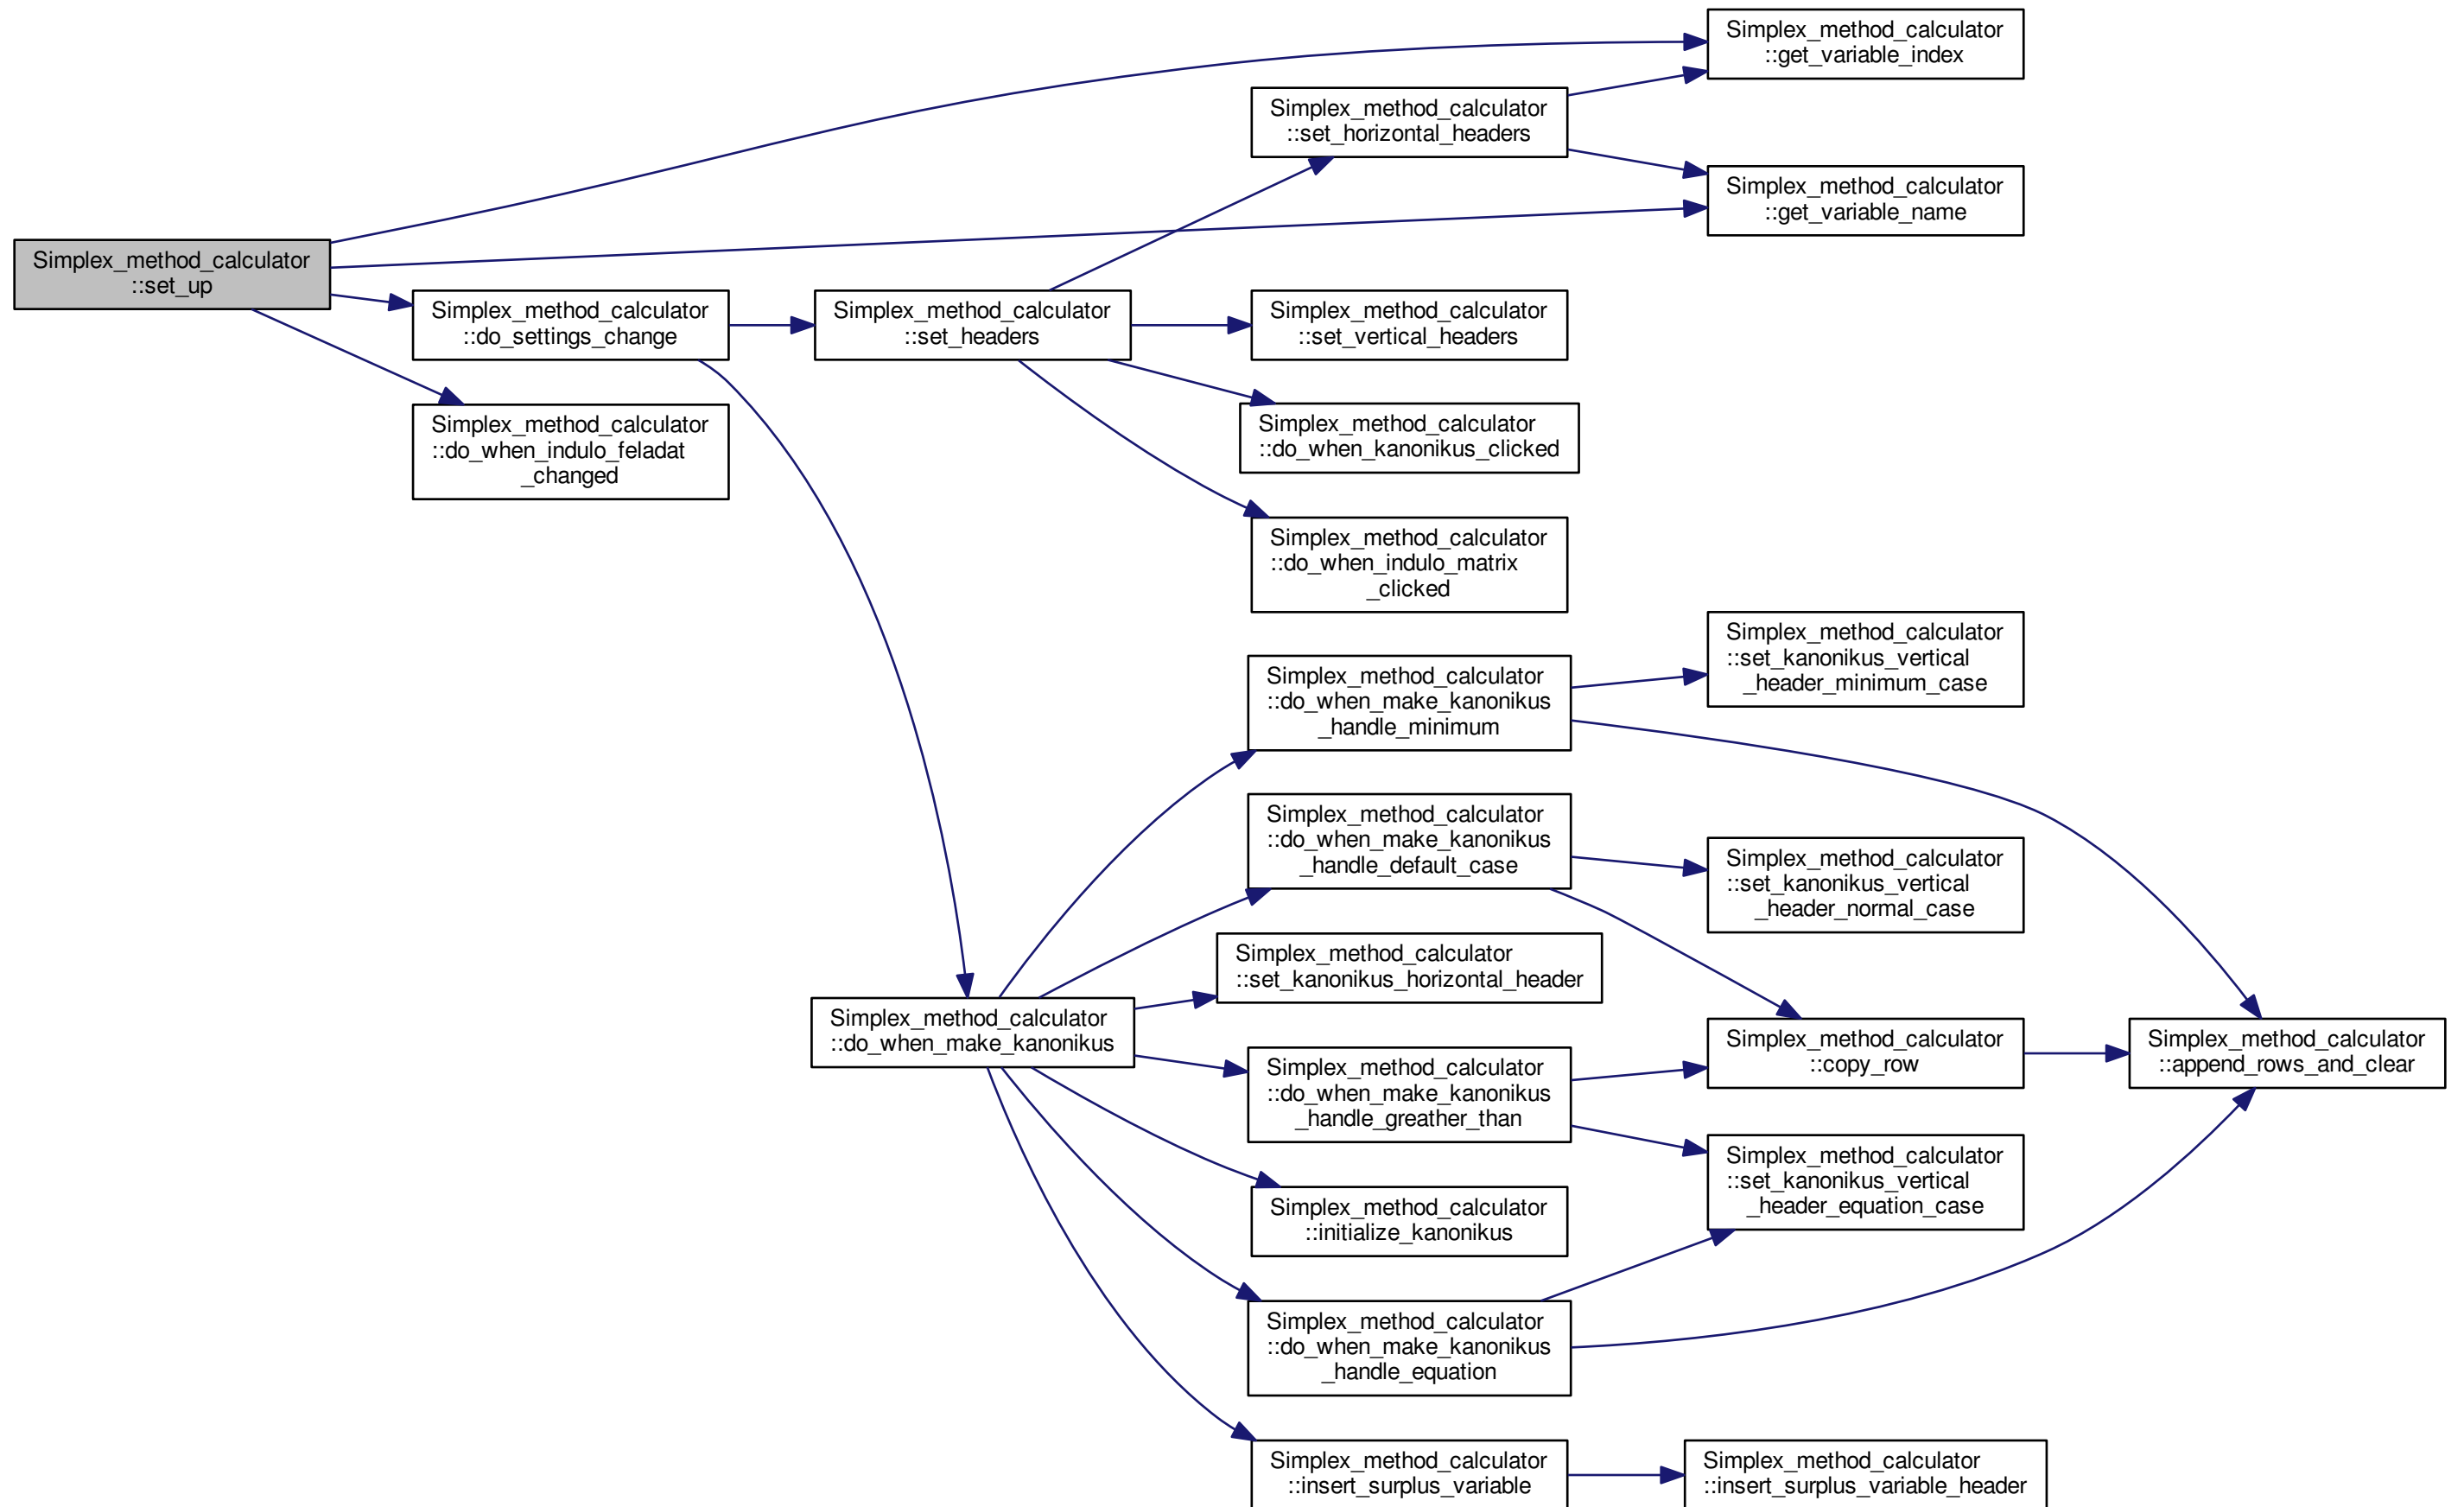 Simplex_method_calculator
::set_up
Simplex_method_calculator
::get_variable_index
Simplex_method_calculator
::get_variable_name
Simplex_method_calculator
::do_settings_change
Simplex_method_calculator
::do_when_indulo_feladat
_changed
Simplex_method_calculator
::set_headers
Simplex_method_calculator
::set_horizontal_headers
Simplex_method_calculator
::set_vertical_headers
Simplex_method_calculator
::do_when_kanonikus_clicked
Simplex_method_calculator
::do_when_indulo_matrix
_clicked
Simplex_method_calculator
::do_when_make_kanonikus
Simplex_method_calculator
::do_when_make_kanonikus
_handle_minimum
Simplex_method_calculator
::set_kanonikus_vertical
_header_minimum_case
Simplex_method_calculator
::do_when_make_kanonikus
_handle_default_case
Simplex_method_calculator
::set_kanonikus_vertical
_header_normal_case
Simplex_method_calculator
::set_kanonikus_horizontal_header
Simplex_method_calculator
::do_when_make_kanonikus
_handle_greather_than
Simplex_method_calculator
::copy_row
Simplex_method_calculator
::append_rows_and_clear
Simplex_method_calculator
::set_kanonikus_vertical
_header_equation_case
Simplex_method_calculator
::initialize_kanonikus
Simplex_method_calculator
::do_when_make_kanonikus
_handle_equation
Simplex_method_calculator
::insert_surplus_variable
Simplex_method_calculator
::insert_surplus_variable_header